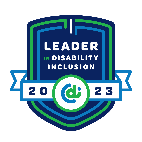 LEADER
IN DISABILITY
INCLUSION
20 23